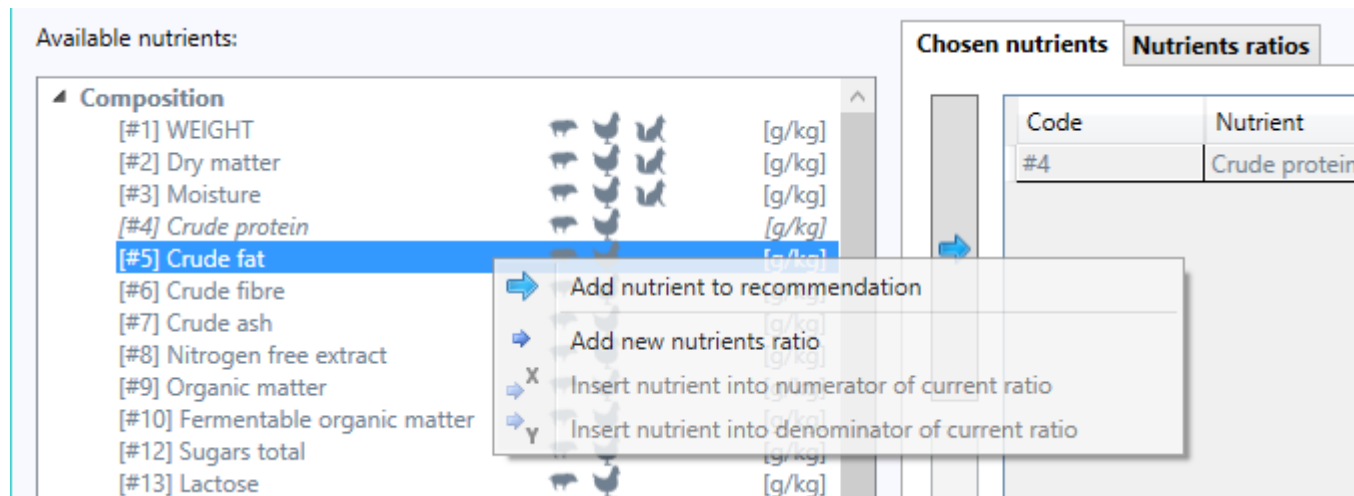 Available nutrients:
Chosen nutrients Nutrients ratios
Composition
[#1] WEIGHT [g/kg]
[#2] Dry matter [g/kg]
[#3] Moisture [g/kg]
[#4] Crude protein [g/kg]
[#5] Crude fat [g/kg]
[#6] Crude fibre
[#7] Crude ash [g/kg]
[#8] Nitrogen free extract
[#9] Organic matter
[#10] Fermentable organic matter
[#12] Sugars total [g/kg]
[#13] Lactose [g/kg]
Add nutrient to recommendation
Add new nutrients ratio
X Insert nutrient into numerator of current ratio
Y Insert nutrient into denominator of current ratio
Code Nutrient
#4 Crude protein